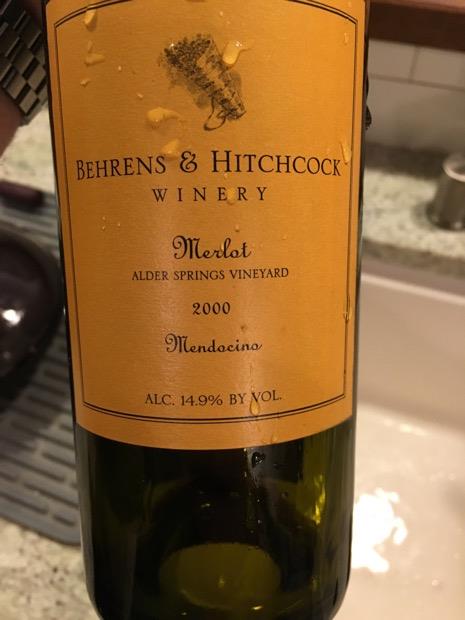 BEHRENS & HITCHCOCK
WINERY
Merlot
ALDER SPRINGS VINEYARD
2000
Mendocino
ALC. 14.9% BY VOL.